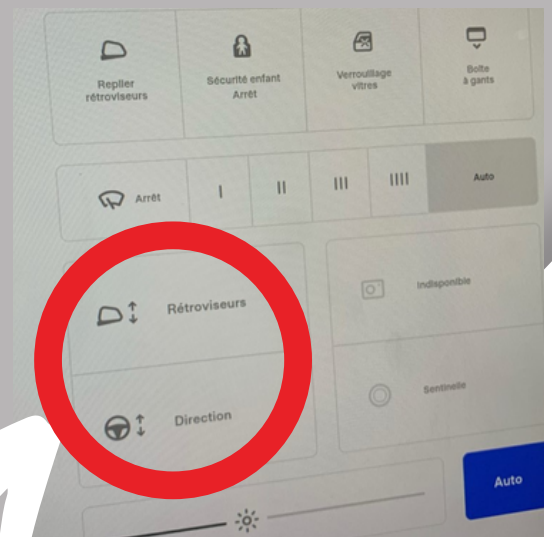 Replier
rétroviseurs
Sécurité enfant
Arrêt
Verrouillage
vitres
Boîte
à gants
Arrêt
I
II
III
IIII
Auto
Rétroviseurs
Indisponible
Direction
Sentinelle
Auto